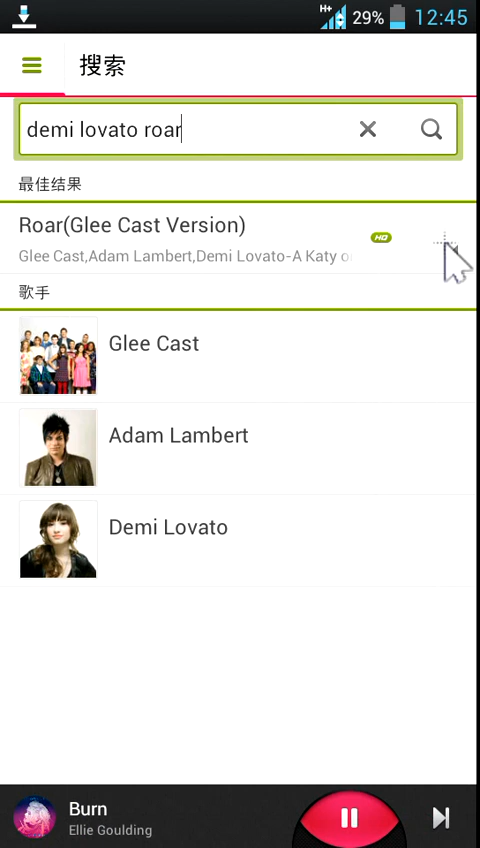 H+ 29% 12:45
搜索
demi lovato roar
最佳结果
Roar(Glee Cast Version)
HD
Glee Cast,Adam Lambert,Demi Lovato-A Katy
歌手
Glee Cast
Adam Lambert
Demi Lovato
Burn
Ellie Goulding